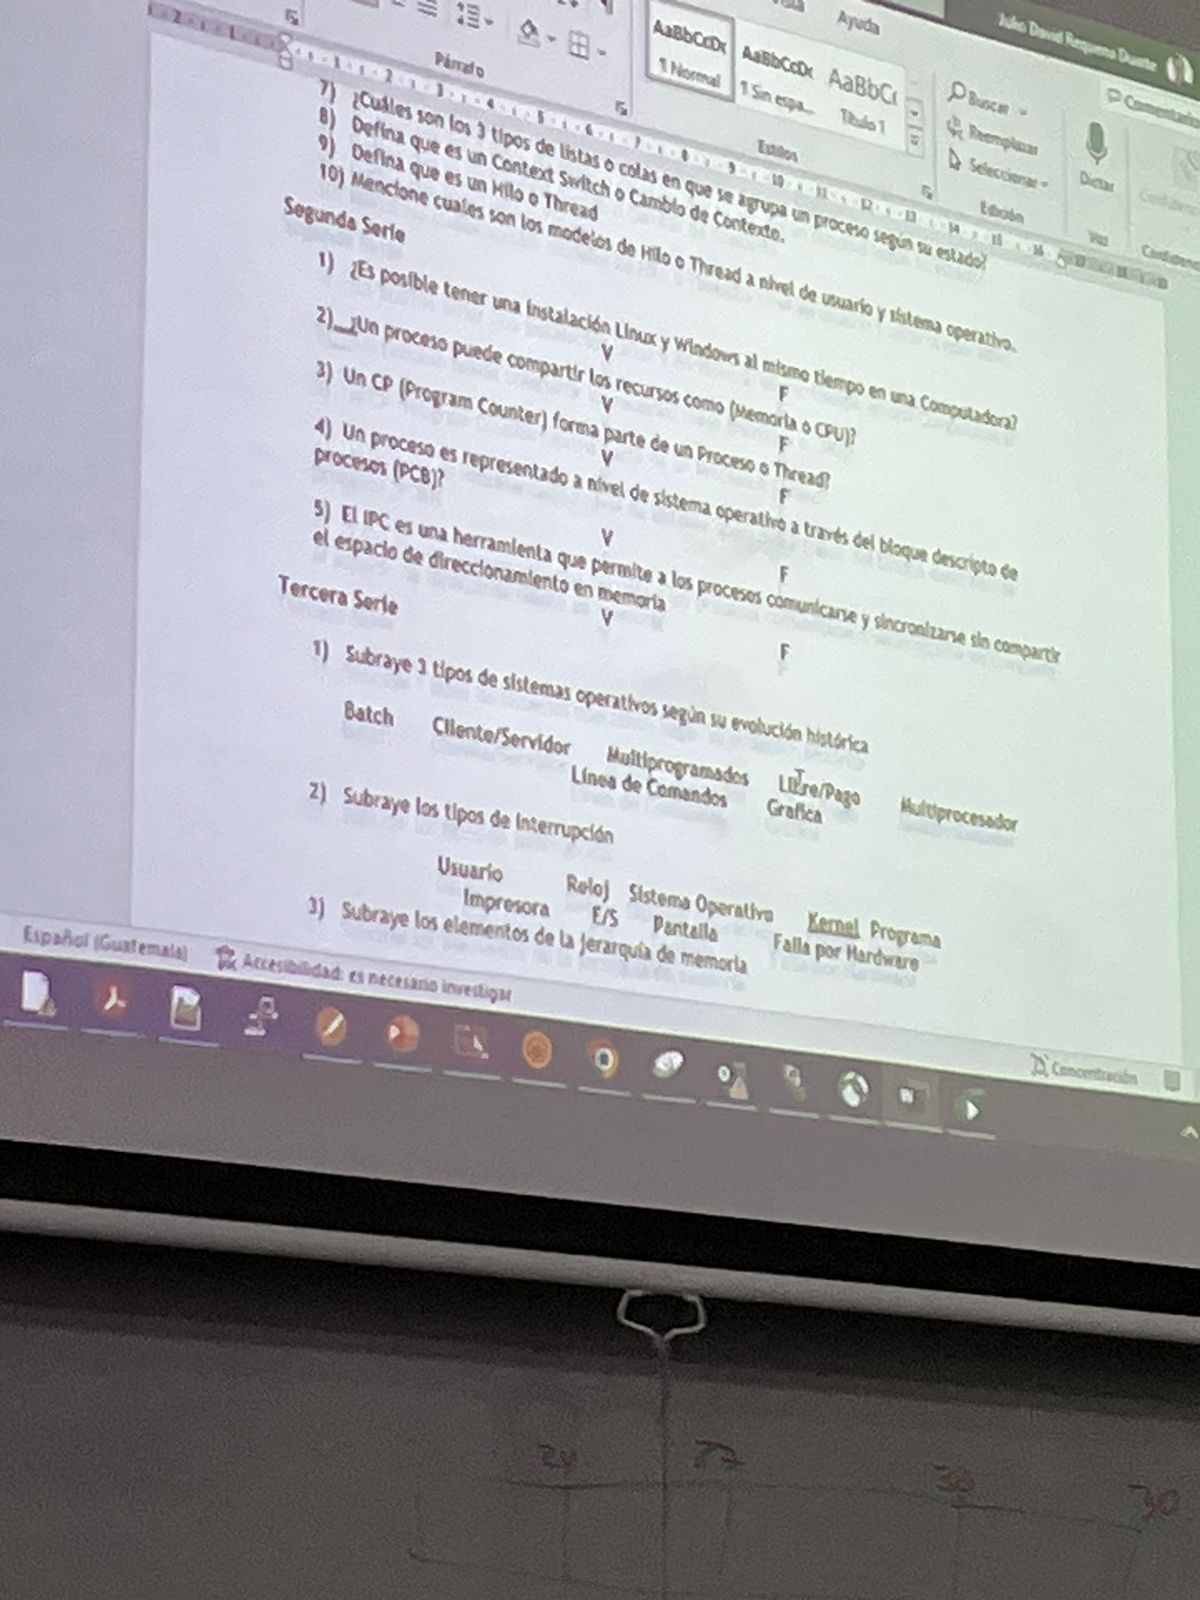 Ayuda
Julio David Requena Duarte
Comentarios
AaBbCcDc AaBbCcDc AaBbC(
¶ Normal ¶ Sin espa... Título 1
Párrafo
Estilos
Buscar
Reemplazar
Seleccionar
Edición
Dictar
Voz
7) ¿Cuáles son los 3 tipos de listas o colas en que se agrupa un proceso según su estado?
8) Defina que es un Context Switch o Cambio de Contexto.
9) Defina que es un Hilo o Thread
10) Mencione cuales son los modelos de Hilo o Thread a nivel de usuario y sistema operativo.
Segunda Serie
1) ¿Es posible tener una instalación Linux y Windows al mismo tiempo en una Computadora?
V F
2) ¿Un proceso puede compartir los recursos como (Memoria o CPU)?
V F
3) Un CP (Program Counter) forma parte de un Proceso o Thread?
V F
4) Un proceso es representado a nivel de sistema operativo a través del bloque descripto de
procesos (PCB)?
V F
5) El IPC es una herramienta que permite a los procesos comunicarse y sincronizarse sin compartir
el espacio de direccionamiento en memoria
V F
Tercera Serie
1) Subraye 3 tipos de sistemas operativos según su evolución histórica
Batch Cliente/Servidor Multiprogramados Libre/Pago Multiprocesador
Línea de Comandos Grafica
2) Subraye los tipos de Interrupción
Usuario Reloj Sistema Operativo Kernel Programa
Impresora E/S Pantalla Falla por Hardware
3) Subraye los elementos de la jerarquía de memoria
Español (Guatemala) Accesibilidad: es necesario investigar
Concentración